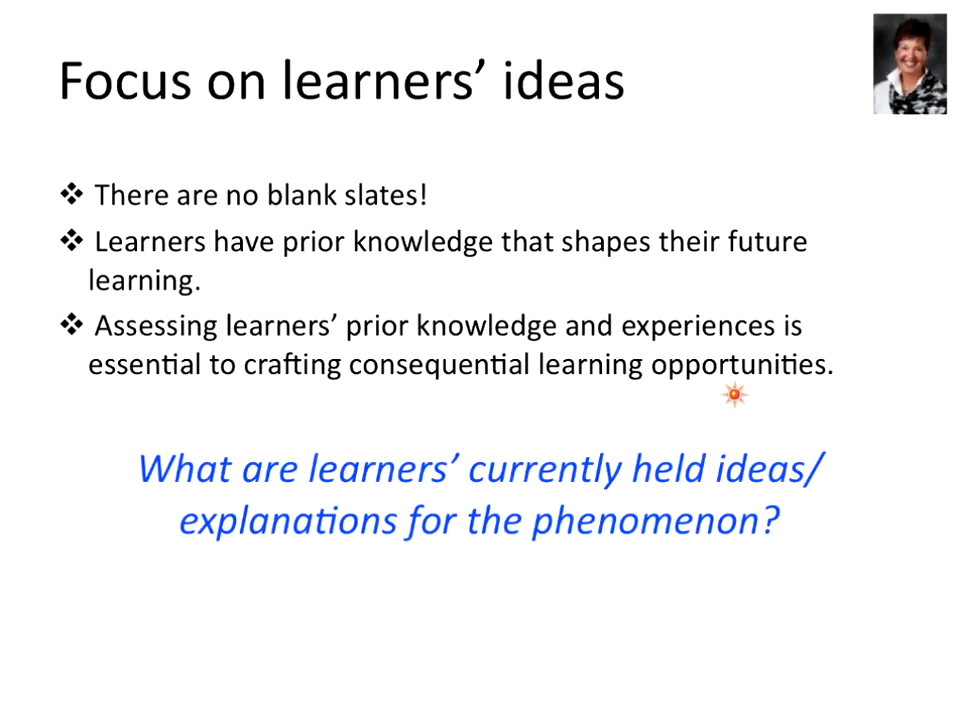 Focus on learners’ ideas
❖ There are no blank slates!
❖ Learners have prior knowledge that shapes their future
learning.
❖ Assessing learners’ prior knowledge and experiences is
essential to crafting consequential learning opportunities.
What are learners’ currently held ideas/
explanations for the phenomenon?